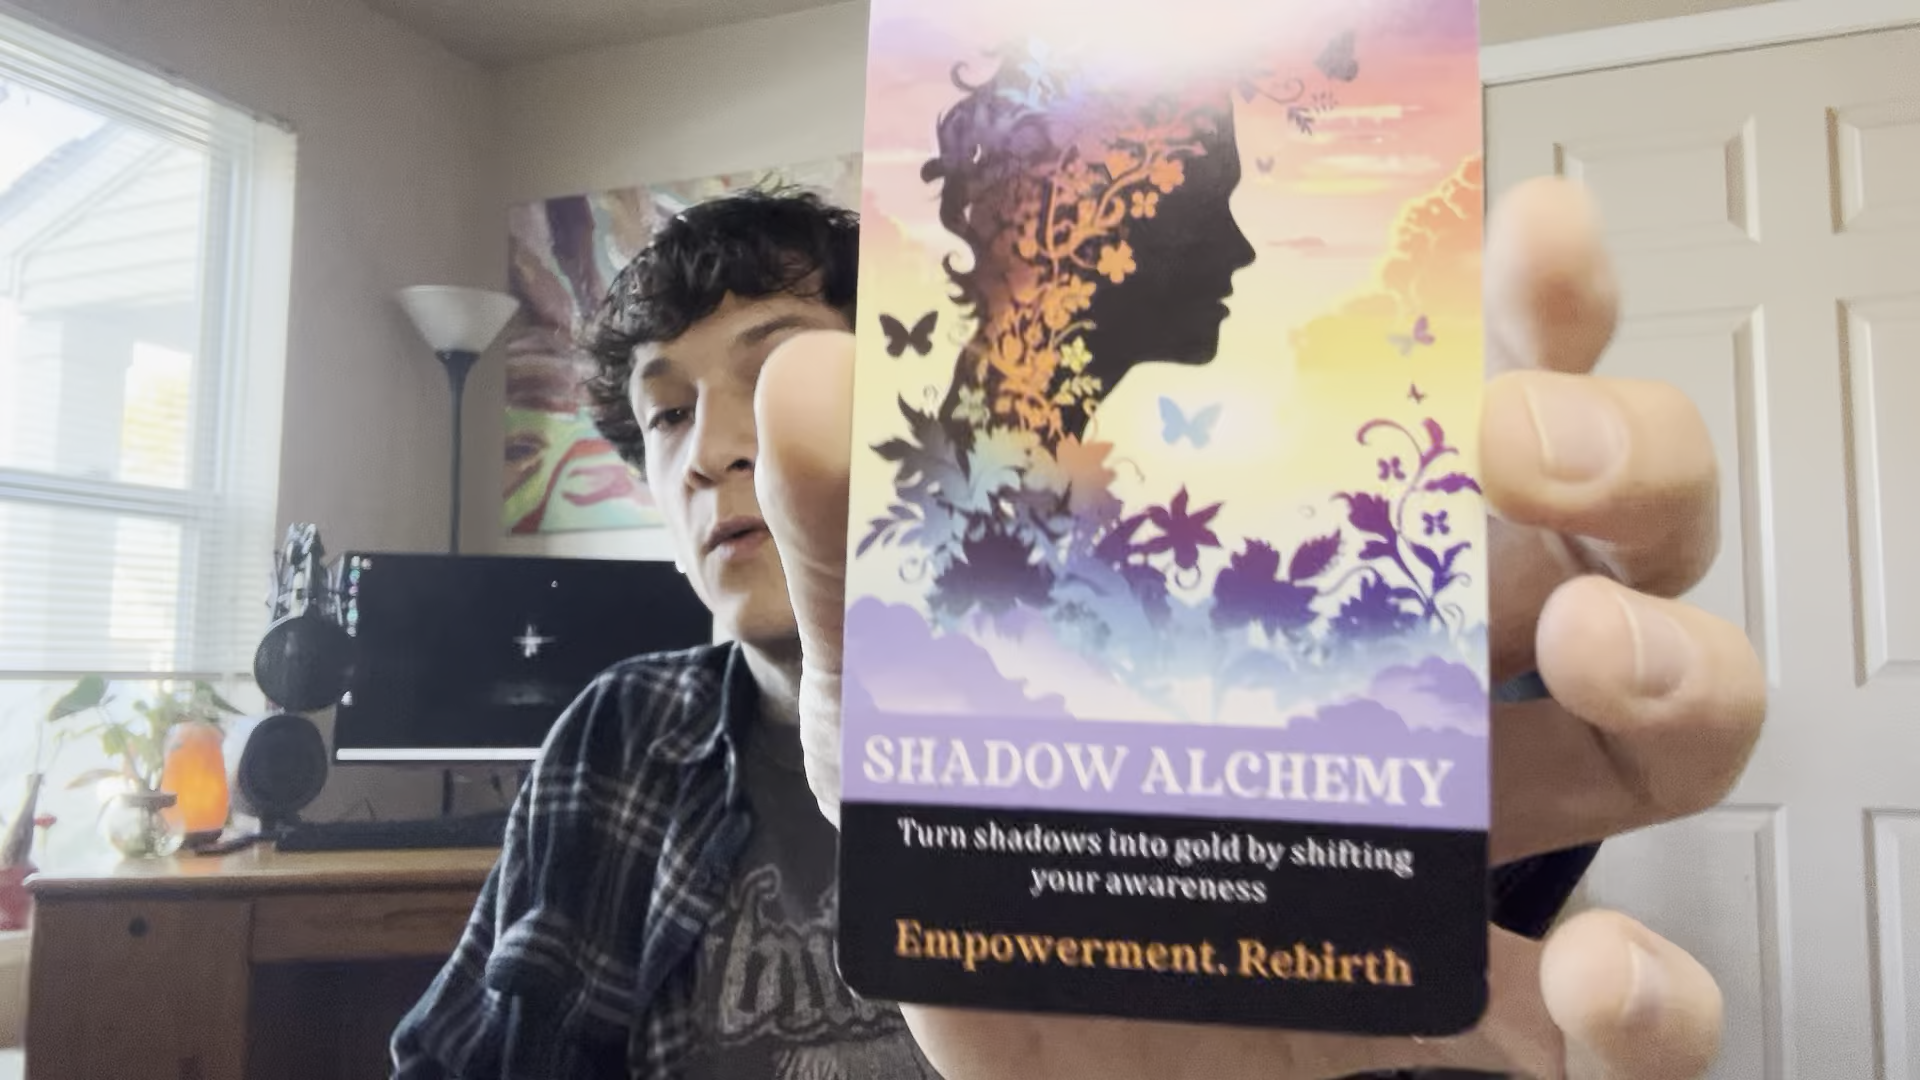 SHADOW ALCHEMY
Turn shadows into gold by shifting
your awareness
Empowerment. Rebirth